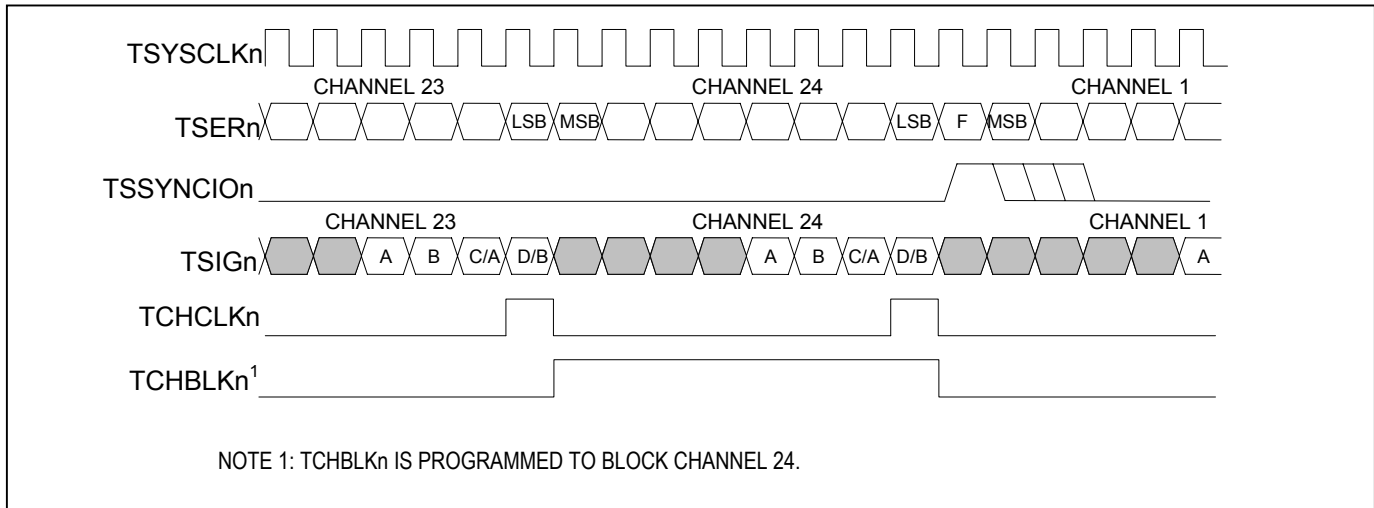 TSYSCLKn
CHANNEL 23 CHANNEL 24 CHANNEL 1
TSERn LSB MSB LSB F MSB
TSSYNCIOn
CHANNEL 23 CHANNEL 24 CHANNEL 1
TSIGn A B C/A D/B A B C/A D/B A
TCHCLKn
TCHBLKn¹
NOTE 1: TCHBLKn IS PROGRAMMED TO BLOCK CHANNEL 24.